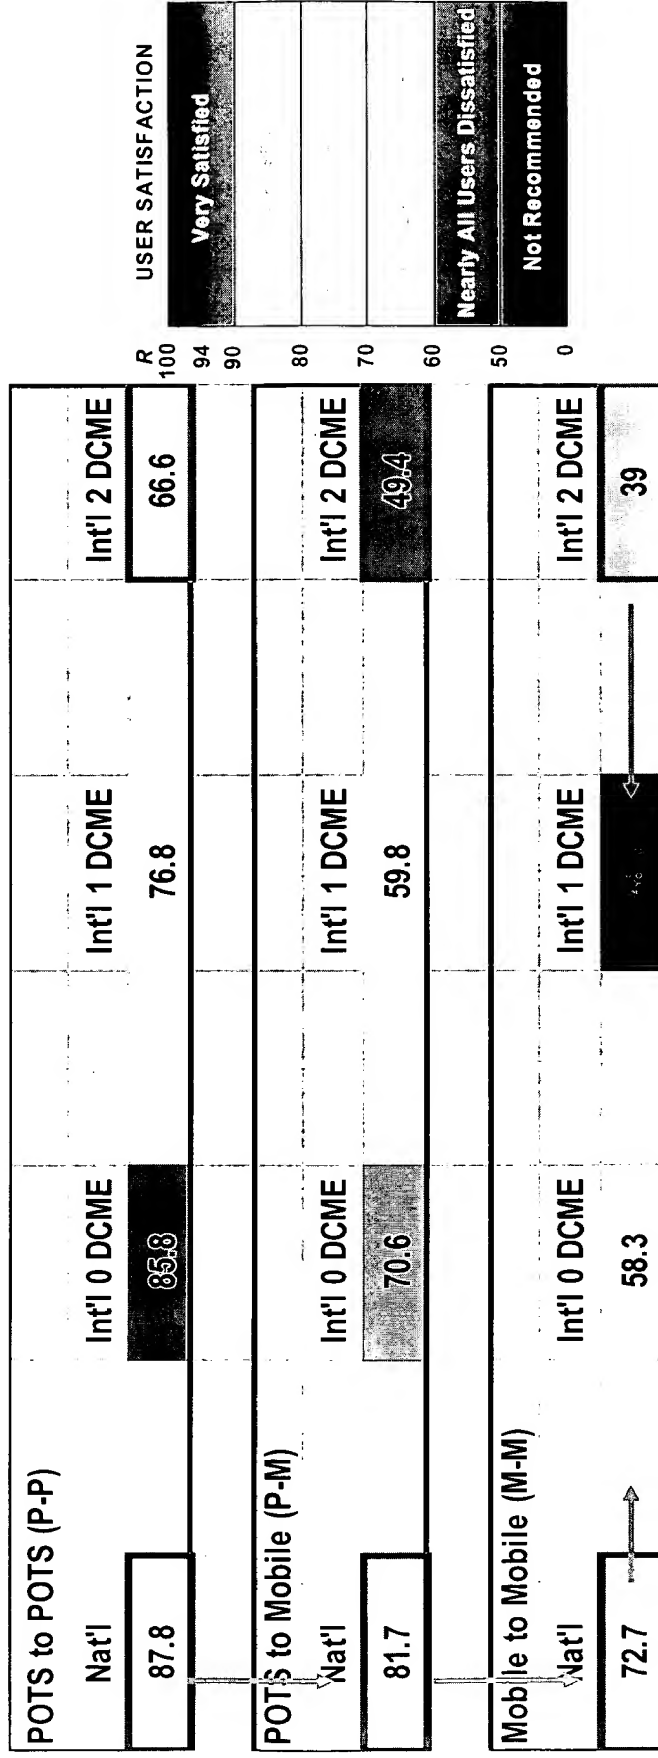 POTS to POTS (P-P)
Nat'l Int'l 0 DCME Int'l 1 DCME Int'l 2 DCME
87.8 85.8 76.8 66.6
POTS to Mobile (P-M)
Nat'l Int'l 0 DCME Int'l 1 DCME Int'l 2 DCME
81.7 70.6 59.8 49.4
Mobile to Mobile (M-M)
Nat'l Int'l 0 DCME Int'l 1 DCME Int'l 2 DCME
72.7 58.3 39
R USER SATISFACTION
100
94
Very Satisfied
90
80
70
60
Nearly All Users Dissatisfied
50
Not Recommended
0